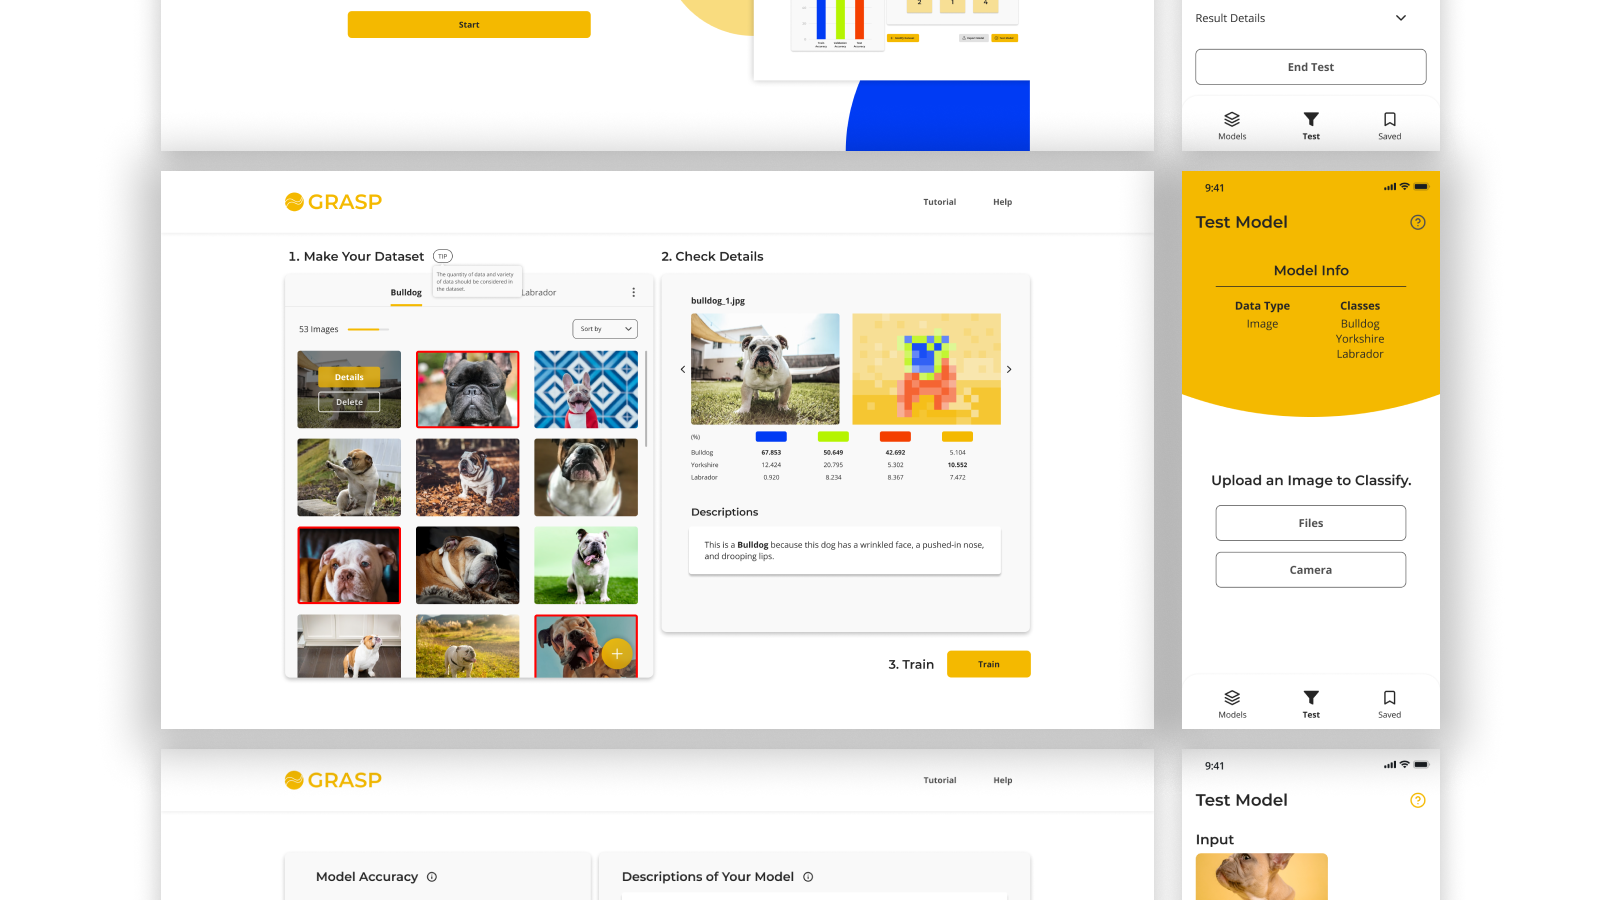 Start
2
1
4
Result Details
End Test
Models
Test
Saved
GRASP
Tutorial
Help
1. Make Your Dataset
TIP
The quantity of data and variety
of data should be considered in
the dataset.
Bulldog
Labrador
53 Images
Sort by
Details
Delete
2. Check Details
bulldog_1.jpg
(%)
Bulldog 67.853 50.649 42.692 5.104
Yorkshire 12.424 20.795 5.302 10.552
Labrador 0.920 8.234 8.367 7.472
Descriptions
This is a Bulldog because this dog has a wrinkled face, a pushed-in nose,
and drooping lips.
3. Train
Train
9:41
Test Model
Model Info
Data Type
Image
Classes
Bulldog
Yorkshire
Labrador
Upload an Image to Classify.
Files
Camera
Models
Test
Saved
GRASP
Tutorial
Help
Model Accuracy
Descriptions of Your Model
9:41
Test Model
Input